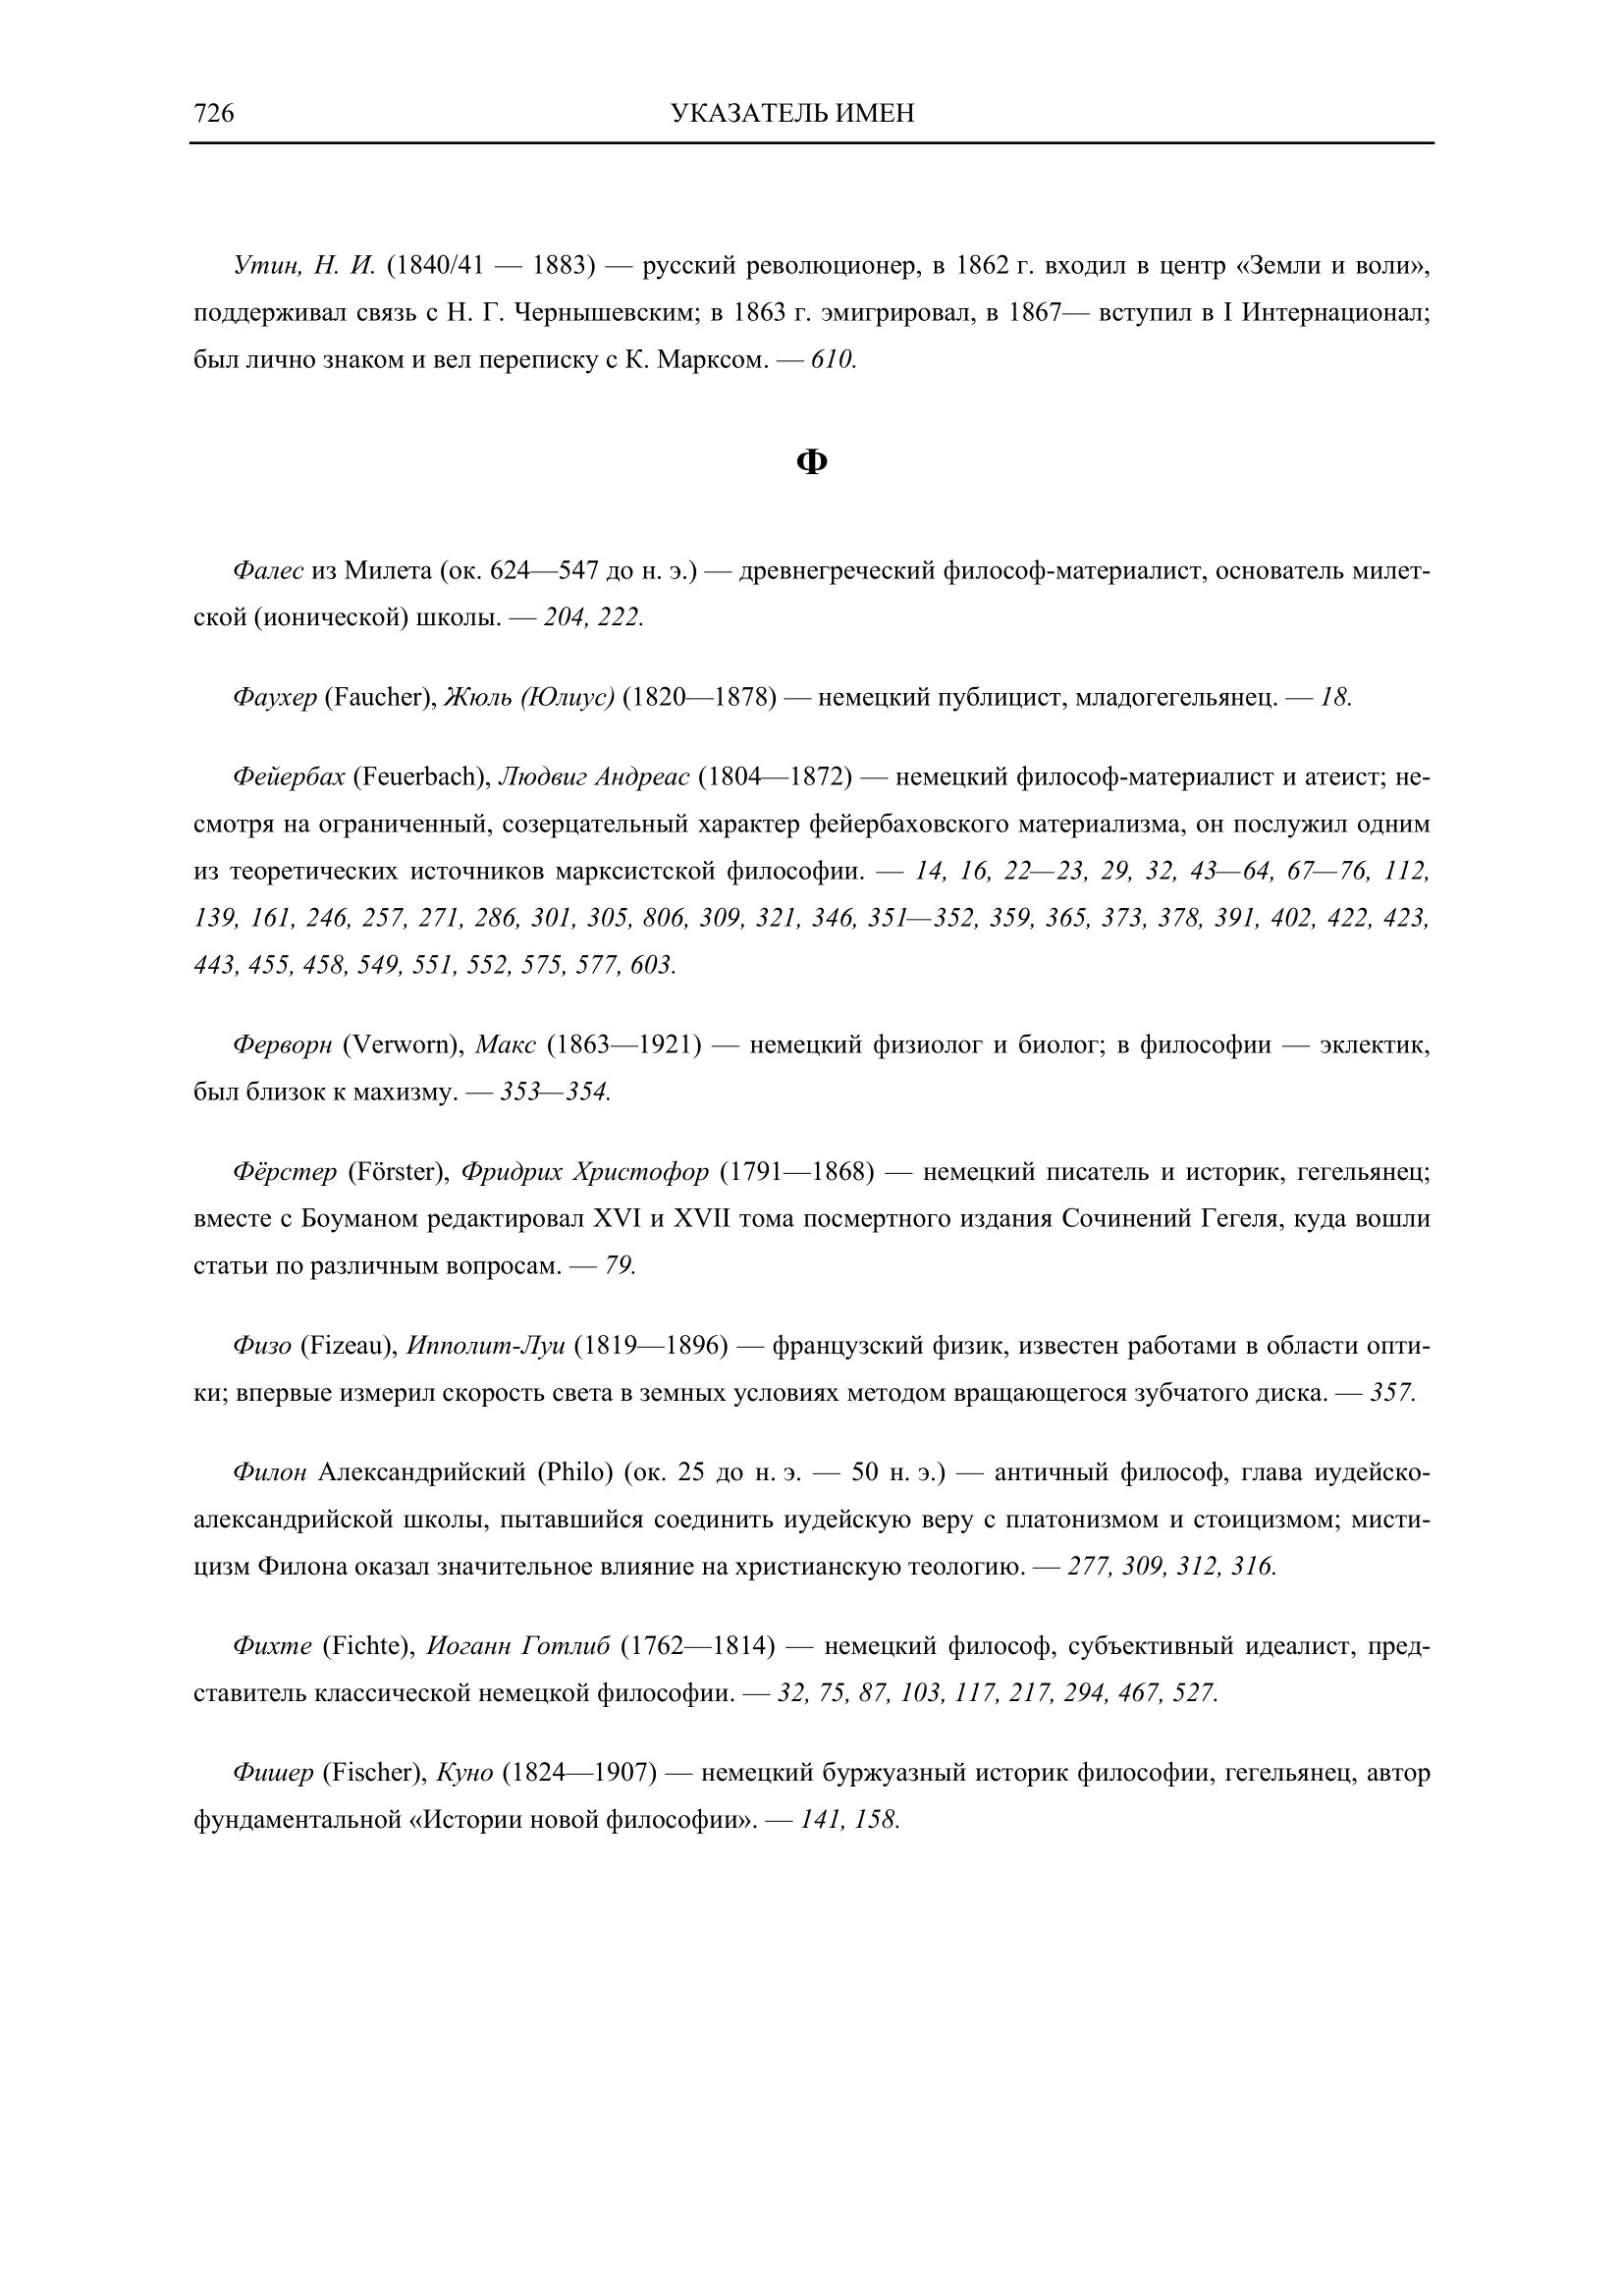 726 УКАЗАТЕЛЬ ИМЕН
Утин, Н. И. (1840/41 — 1883) — русский революционер, в 1862 г. входил в центр «Земли и воли»,
поддерживал связь с Н. Г. Чернышевским; в 1863 г. эмигрировал, в 1867— вступил в I Интернационал;
был лично знаком и вел переписку с К. Марксом. — 610.
Ф
Фалес из Милета (ок. 624—547 до н. э.) — древнегреческий философ-материалист, основатель милет-
ской (ионической) школы. — 204, 222.
Фаухер (Faucher), Жюль (Юлиус) (1820—1878) — немецкий публицист, младогегельянец. — 18.
Фейербах (Feuerbach), Людвиг Андреас (1804—1872) — немецкий философ-материалист и атеист; не-
смотря на ограниченный, созерцательный характер фейербаховского материализма, он послужил одним
из теоретических источников марксистской философии. — 14, 16, 22—23, 29, 32, 43—64, 67—76, 112,
139, 161, 246, 257, 271, 286, 301, 305, 806, 309, 321, 346, 351—352, 359, 365, 373, 378, 391, 402, 422, 423,
443, 455, 458, 549, 551, 552, 575, 577, 603.
Ферворн (Verworn), Макс (1863—1921) — немецкий физиолог и биолог; в философии — эклектик,
был близок к махизму. — 353—354.
Фёрстер (Förster), Фридрих Христофор (1791—1868) — немецкий писатель и историк, гегельянец;
вместе с Боуманом редактировал XVI и XVII тома посмертного издания Сочинений Гегеля, куда вошли
статьи по различным вопросам. — 79.
Физо (Fizeau), Ипполит-Луи (1819—1896) — французский физик, известен работами в области опти-
ки; впервые измерил скорость света в земных условиях методом вращающегося зубчатого диска. — 357.
Филон Александрийский (Philo) (ок. 25 до н. э. — 50 н. э.) — античный философ, глава иудейско-
александрийской школы, пытавшийся соединить иудейскую веру с платонизмом и стоицизмом; мисти-
цизм Филона оказал значительное влияние на христианскую теологию. — 277, 309, 312, 316.
Фихте (Fichte), Иоганн Готлиб (1762—1814) — немецкий философ, субъективный идеалист, пред-
ставитель классической немецкой философии. — 32, 75, 87, 103, 117, 217, 294, 467, 527.
Фишер (Fischer), Куно (1824—1907) — немецкий буржуазный историк философии, гегельянец, автор
фундаментальной «Истории новой философии». — 141, 158.